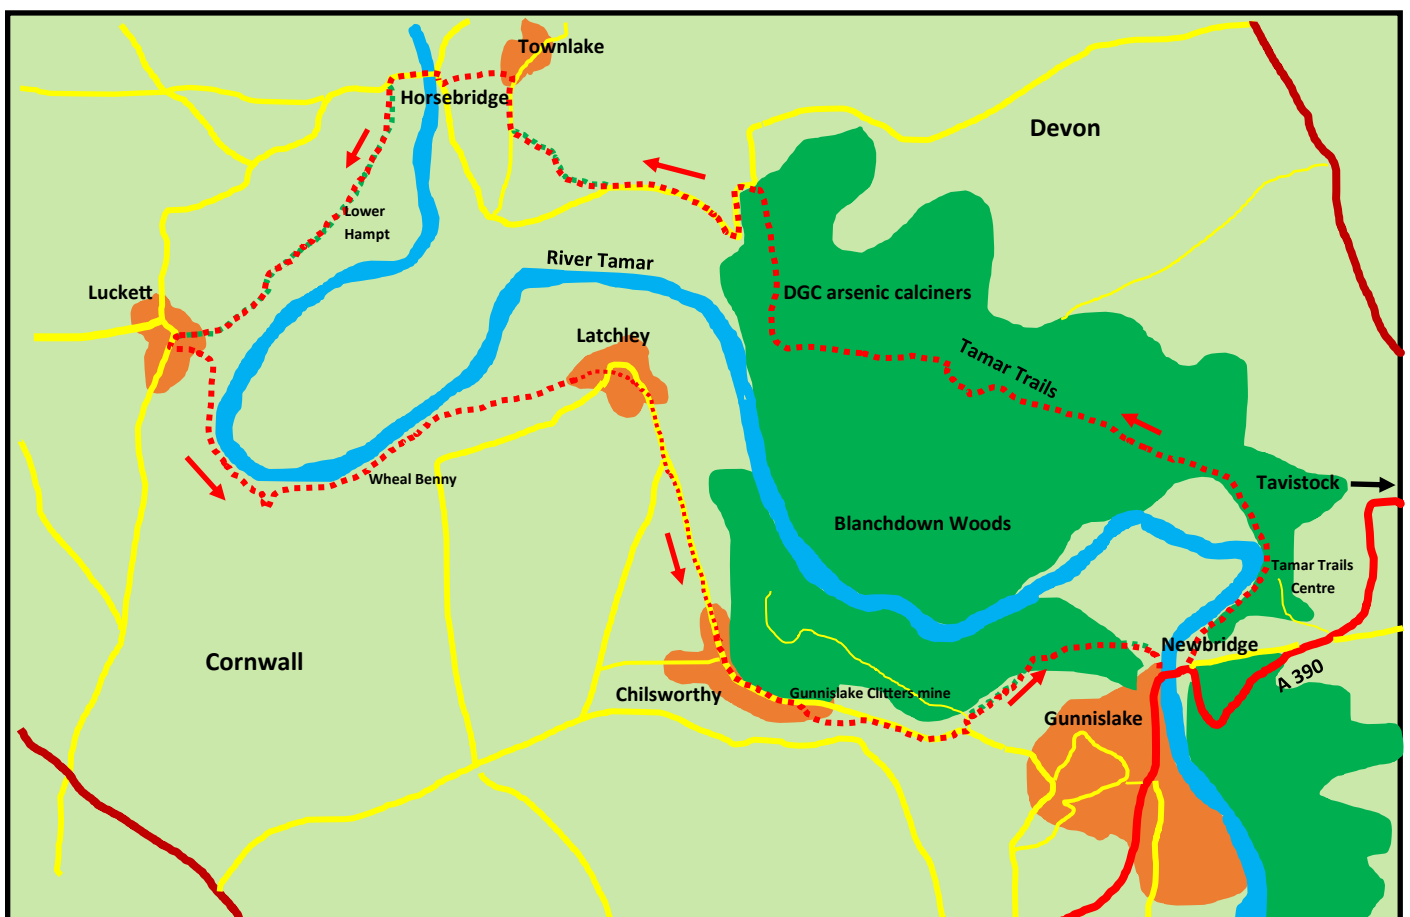 Townlake
Horsebridge
Devon
Lower
Hampt
River Tamar
Luckett
DGC arsenic calciners
Latchley
Tamar Trails
Wheal Benny
Tavistock
Blanchdown Woods
Tamar Trails
Centre
Newbridge
Cornwall
A 390
Chilsworthy
Gunnislake Clitters mine
Gunnislake